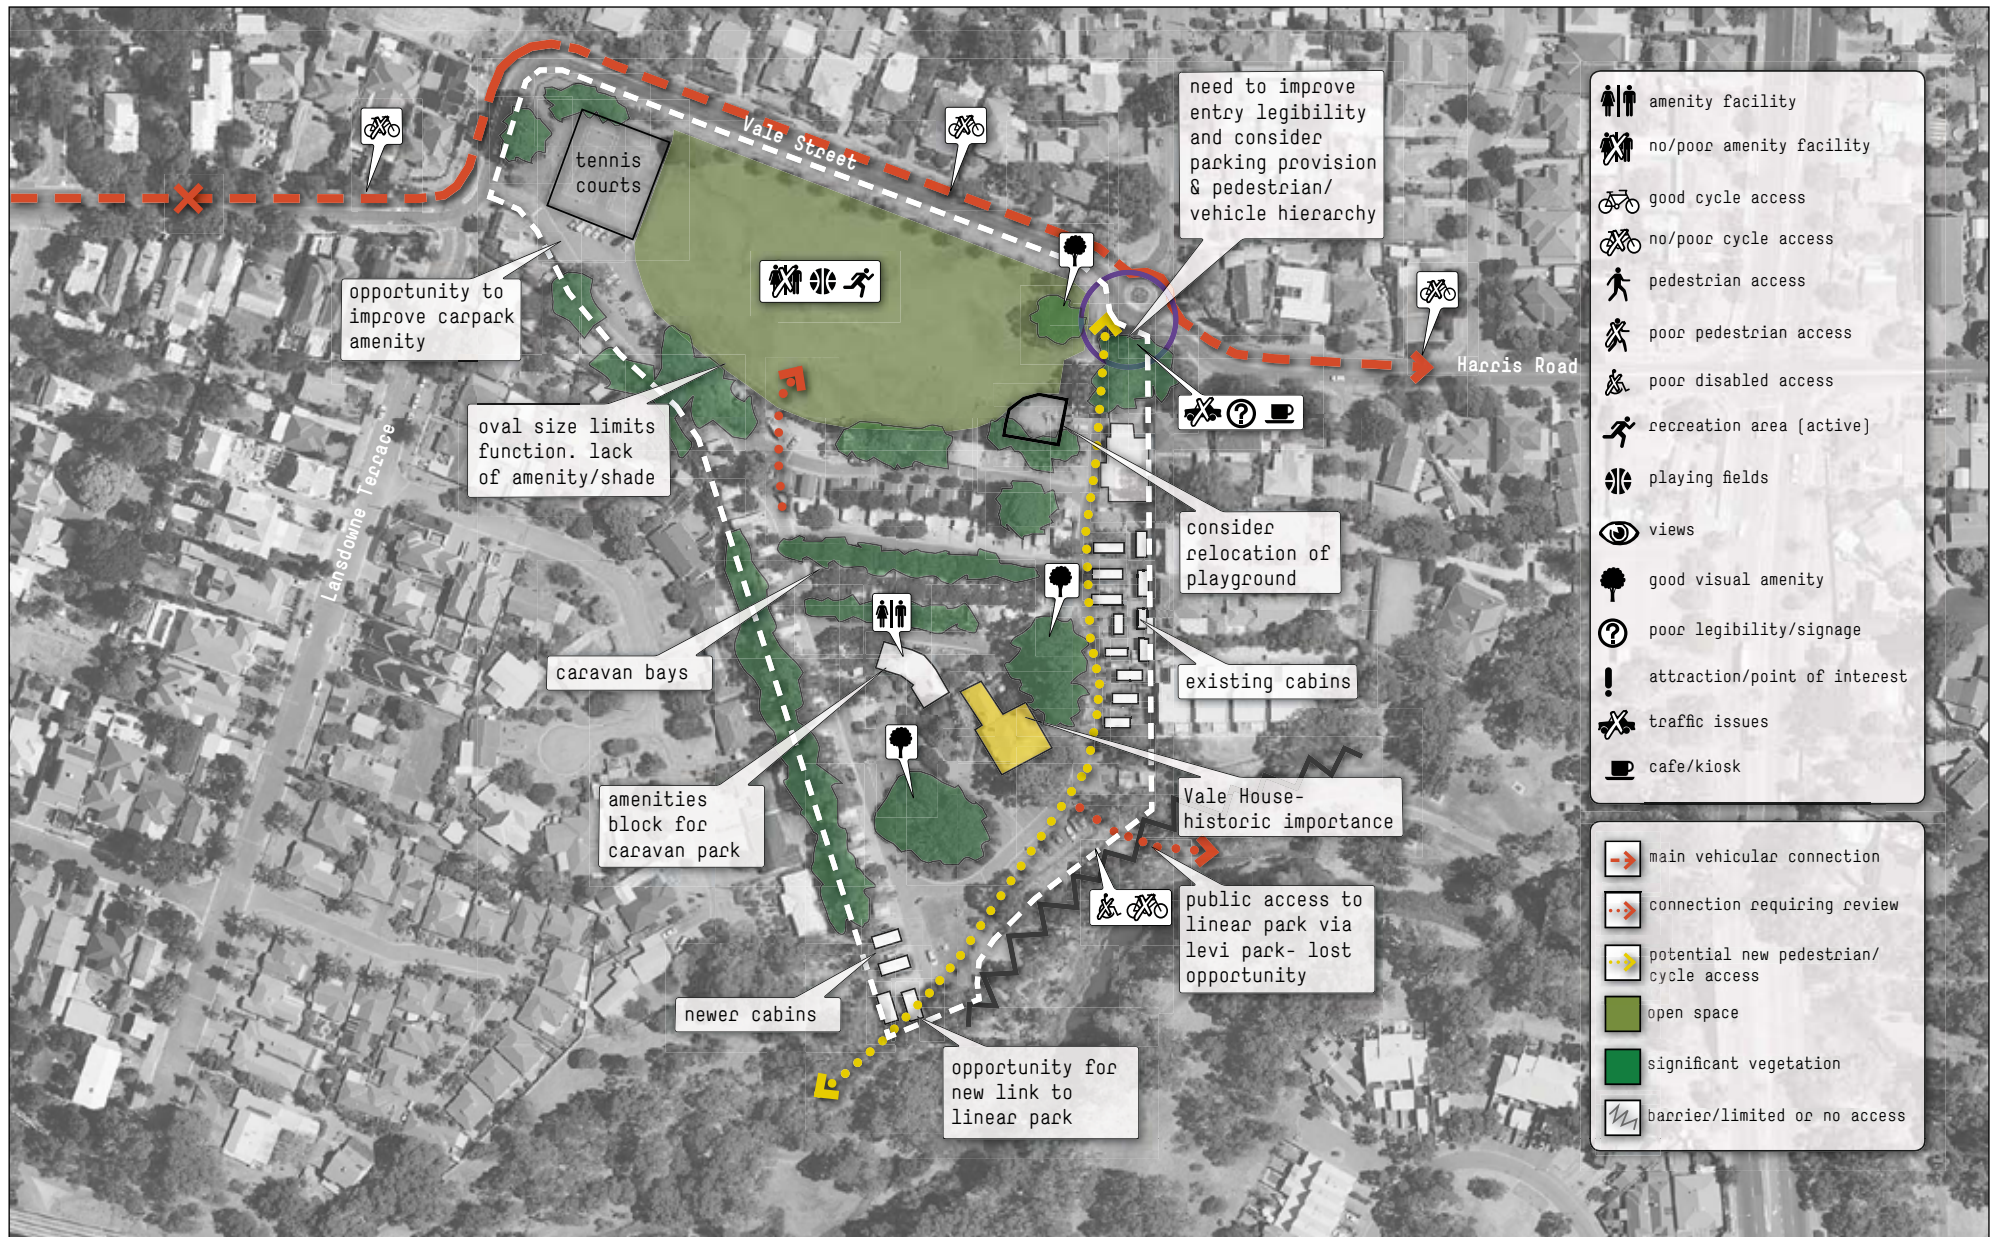 Vale Street
tennis
courts
need to improve
entry legibility
and consider
parking provision
& pedestrian/
vehicle hierarchy
opportunity to
improve carpark
amenity
Harris Road
oval size limits
function. lack
of amenity/shade
Lansdowne Terrace
consider
relocation of
playground
caravan bays
existing cabins
amenities
block for
caravan park
Vale House-
historic importance
public access to
linear park via
levi park- lost
opportunity
newer cabins
opportunity for
new link to
linear park
amenity facility
no/poor amenity facility
good cycle access
no/poor cycle access
pedestrian access
poor pedestrian access
poor disabled access
recreation area (active)
playing fields
views
good visual amenity
poor legibility/signage
attraction/point of interest
traffic issues
cafe/kiosk
main vehicular connection
connection requiring review
potential new pedestrian/
cycle access
open space
significant vegetation
barrier/limited or no access